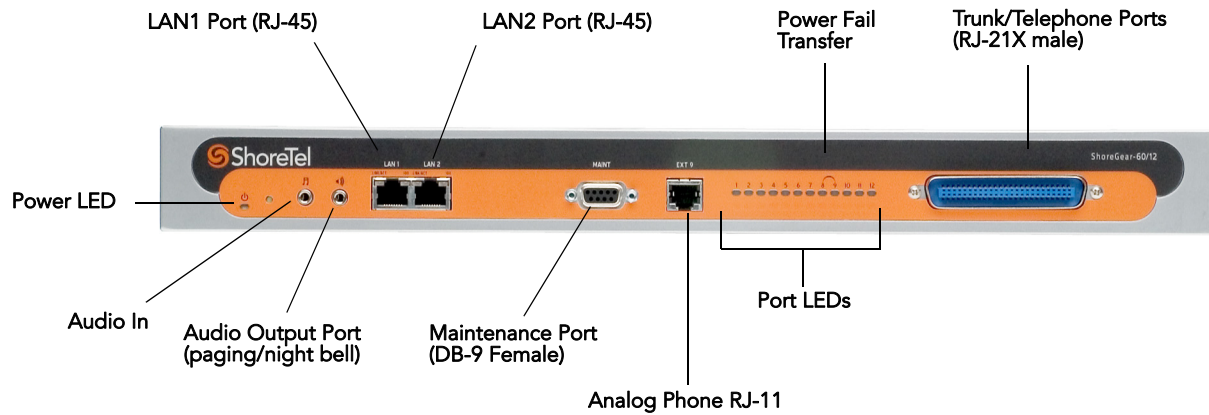 LAN1 Port (RJ-45)
LAN2 Port (RJ-45)
Power Fail
Transfer
Trunk/Telephone Ports
(RJ-21X male)
ShoreTel
LAN 1
LAN 2
MAINT
EXT 9
ShoreGear-60/12
1 2 3 4 5 6 7 8 9 10 11 12
Power LED
Audio In
Audio Output Port
(paging/night bell)
Maintenance Port
(DB-9 Female)
Port LEDs
Analog Phone RJ-11